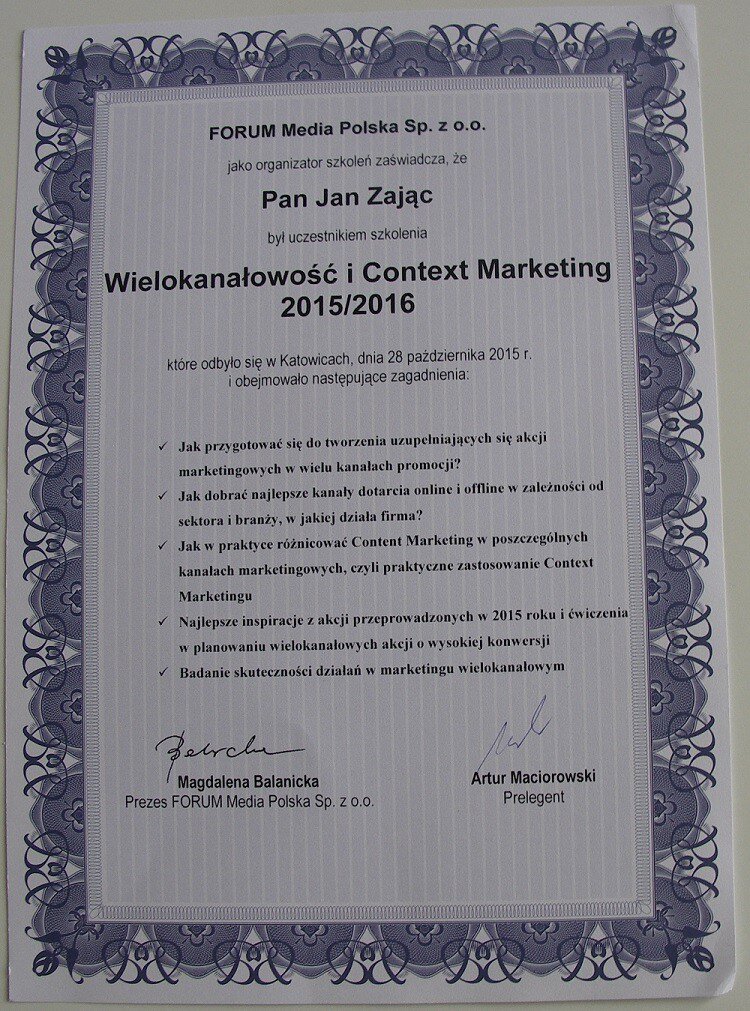 FORUM Media Polska Sp. z o.o.
jako organizator szkoleń zaświadcza, że
Pan Jan Zając
był uczestnikiem szkolenia
Wielokanałowość i Context Marketing
2015/2016
które odbyło się w Katowicach, dnia 28 października 2015 r.
i obejmowało następujące zagadnienia:
✓ Jak przygotować się do tworzenia uzupełniających się akcji
marketingowych w wielu kanałach promocji?
✓ Jak dobrać najlepsze kanały dotarcia online i offline w zależności od
sektora i branży, w jakiej działa firma?
✓ Jak w praktyce różnicować Content Marketing w poszczególnych
kanałach marketingowych, czyli praktyczne zastosowanie Context
Marketingu
✓ Najlepsze inspiracje z akcji przeprowadzonych w 2015 roku i ćwiczenia
w planowaniu wielokanałowych akcji o wysokiej konwersji
✓ Badanie skuteczności działań w marketingu wielokanałowym
Magdalena Balanicka
Prezes FORUM Media Polska Sp. z o.o.
Artur Maciorowski
Prelegent